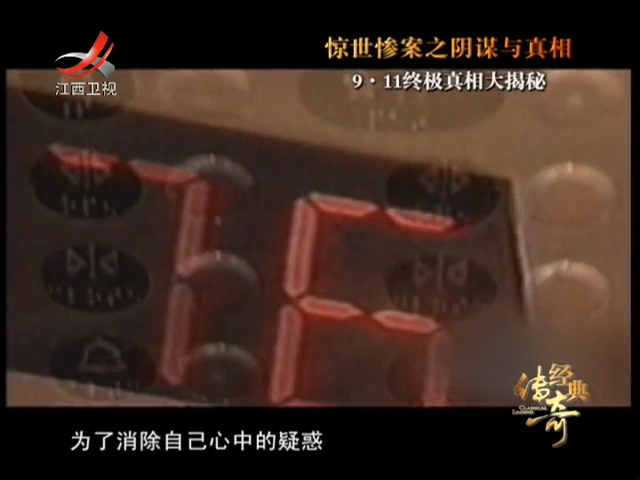 江西卫视
惊世惨案之阴谋与真相
9·11终极真相大揭秘
76
经典
传奇
CLASSICAL
LEGEND
为了消除自己心中的疑惑